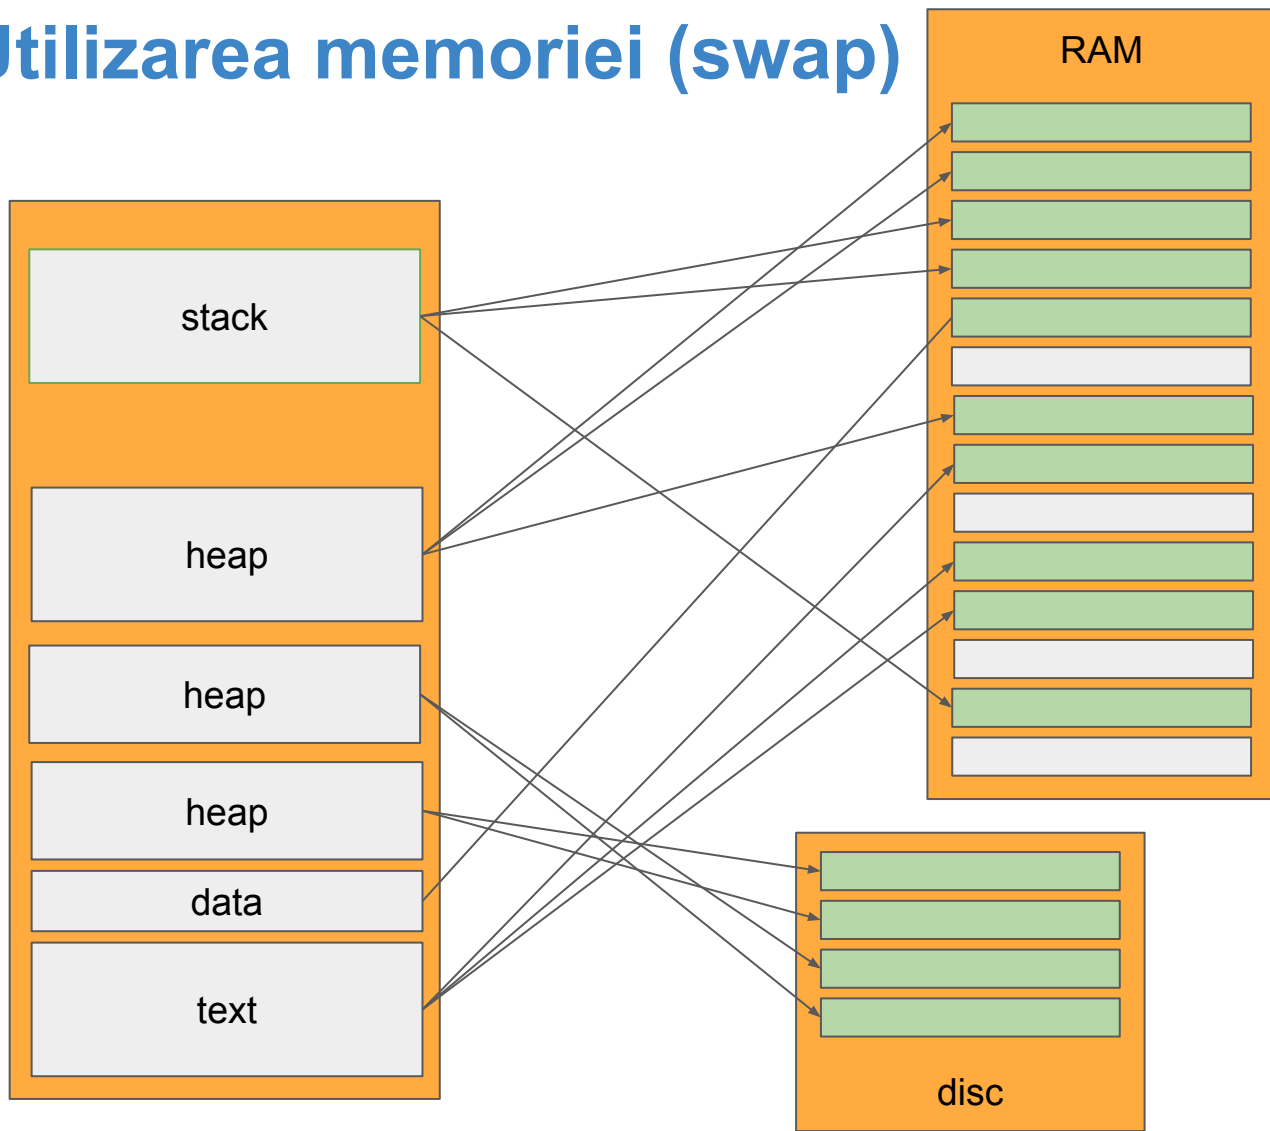 Utilizarea memoriei (swap)
RAM
stack
heap
heap
heap
data
text
disc